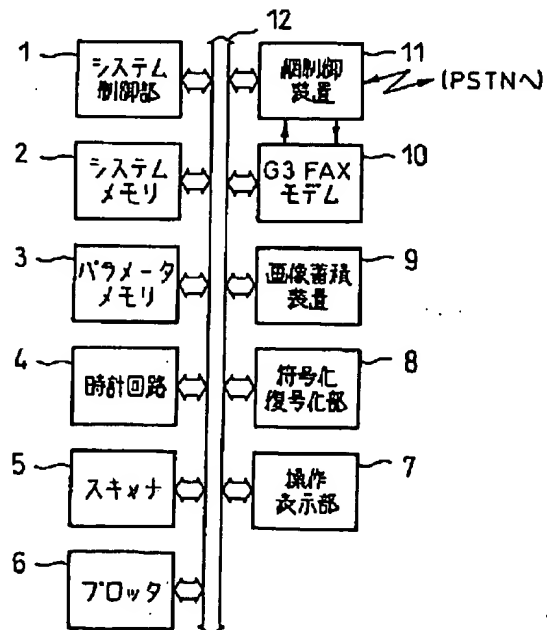 12
1
システム
制御部
11
網制御
装置
(PSTNへ)
2
システム
メモリ
10
G3 FAX
モデム
3
パラメータ
メモリ
9
画像蓄積
装置
4
時計回路
8
符号化
復号化部
5
スキャナ
7
操作
表示部
6
プロッタ